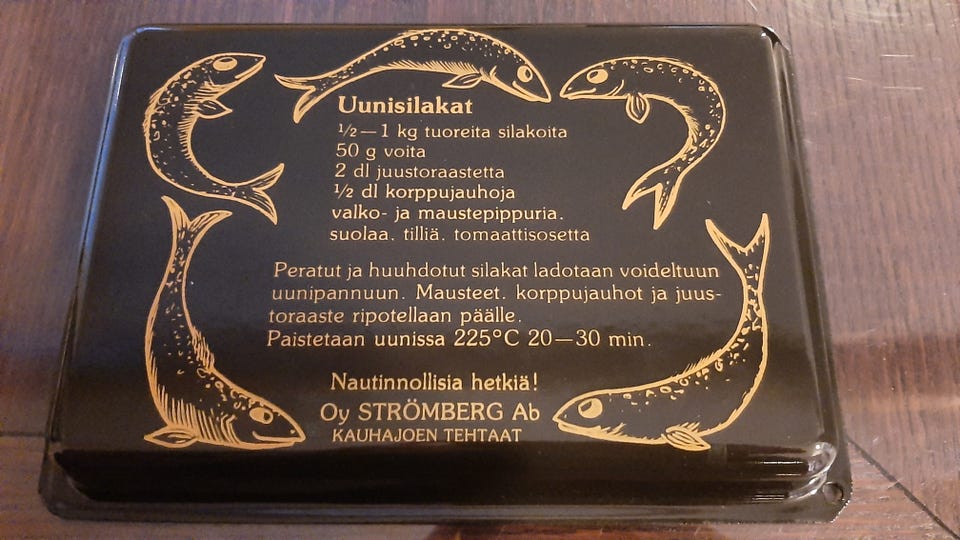 Uunisilakat
½—1 kg tuoreita silakoita
50 g voita
2 dl juustoraastetta
½ dl korppujauhoja
valko- ja maustepippuria.
suolaa. tilliä. tomaattisosetta
Peratut ja huuhdotut silakat ladotaan voideltuun
uunipannuun. Mausteet. korppujauhot ja juus-
toraaste ripotellaan päälle.
Paistetaan uunissa 225°C 20—30 min.
Nautinnollisia hetkiä!
Oy STRÖMBERG Ab
KAUHAJOEN TEHTAAT